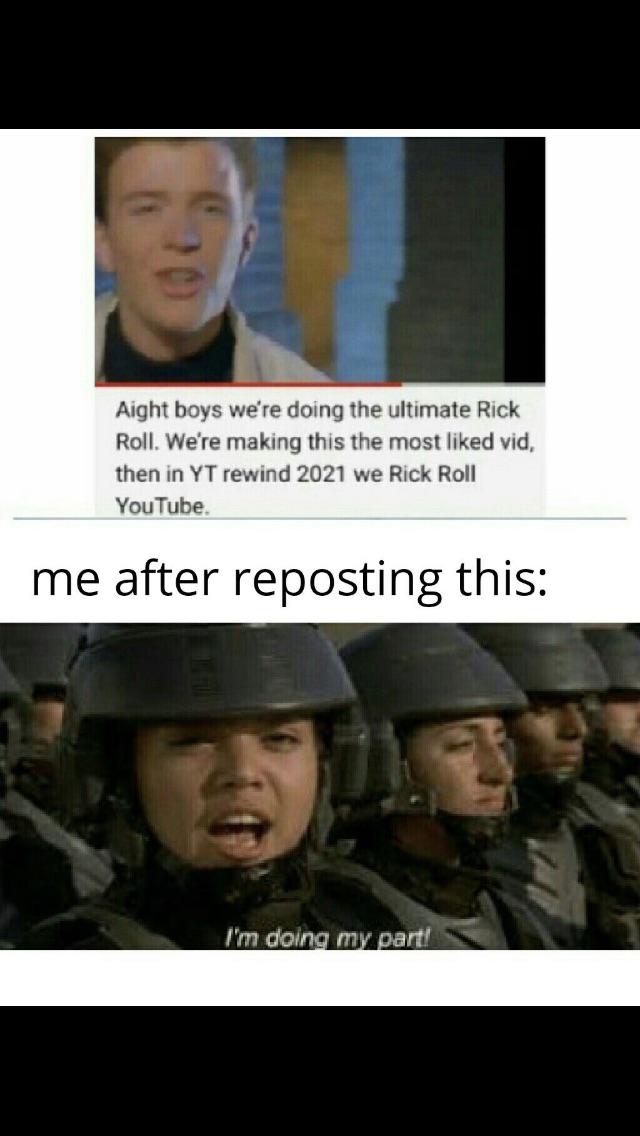 Aight boys we're doing the ultimate Rick
Roll. We're making this the most liked vid,
then in YT rewind 2021 we Rick Roll
YouTube.
me after reposting this:
I'm doing my part!